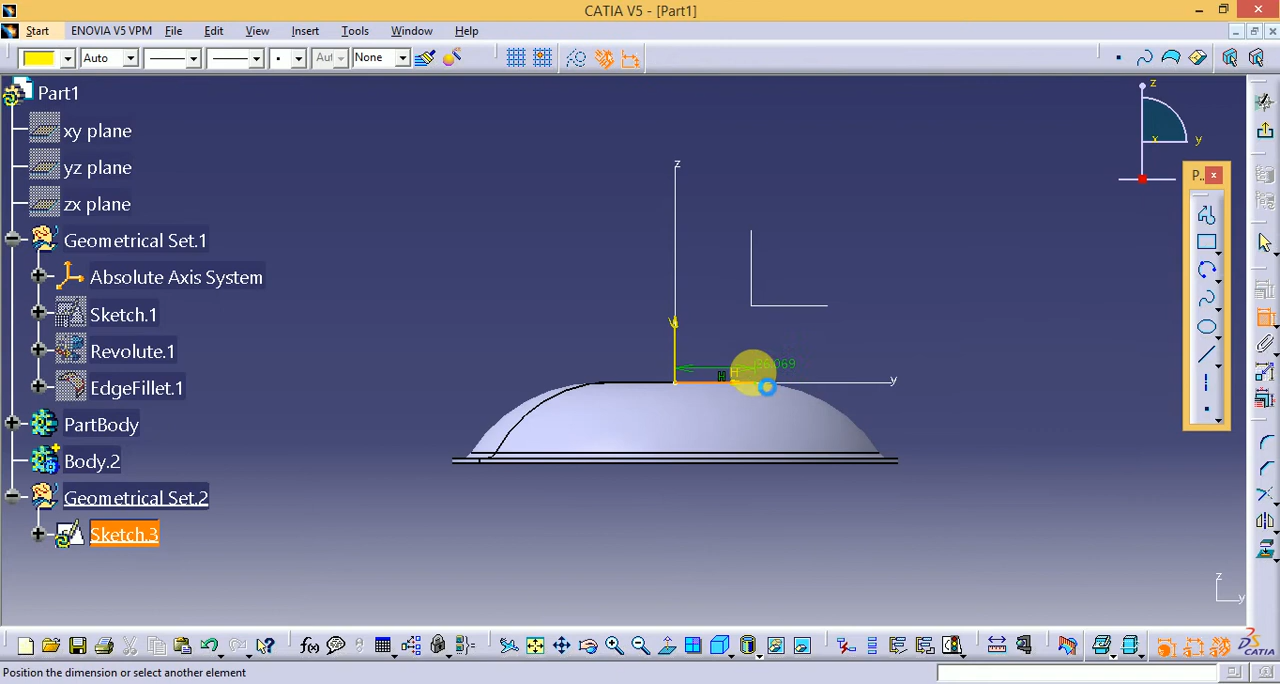 CATIA V5 - [Part1]
Start ENOVIA V5 VPM File Edit View Insert Tools Window Help
Auto Aut None
Part1
xy plane
yz plane
zx plane
Geometrical Set.1
Absolute Axis System
Sketch.1
Revolute.1
EdgeFillet.1
PartBody
Body.2
Geometrical Set.2
Sketch.3
z
V
H
H
y
z
x
y
P..
z
y
f(x)
CATIA
Position the dimension or select another element